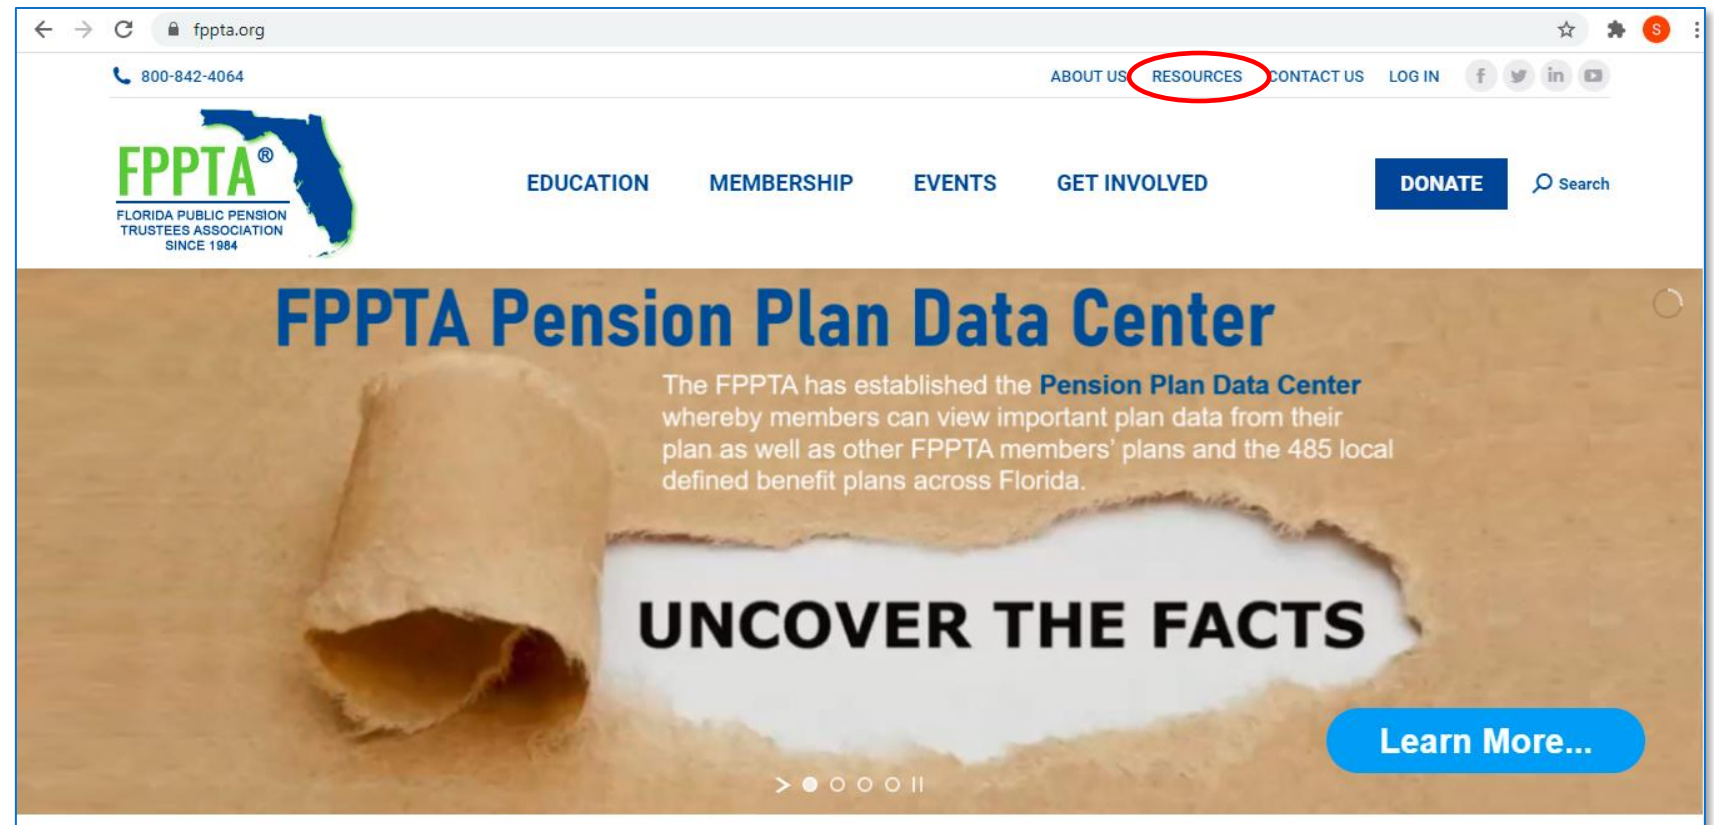 fppta.org
S
800-842-4064
ABOUT US RESOURCES CONTACT US LOG IN f in
FPPTA®
FLORIDA PUBLIC PENSION
TRUSTEES ASSOCIATION
SINCE 1984
EDUCATION MEMBERSHIP EVENTS GET INVOLVED DONATE Search
FPPTA Pension Plan Data Center
The FPPTA has established the Pension Plan Data Center
whereby members can view important plan data from their
plan as well as other FPPTA members' plans and the 485 local
defined benefit plans across Florida.
UNCOVER THE FACTS
Learn More...